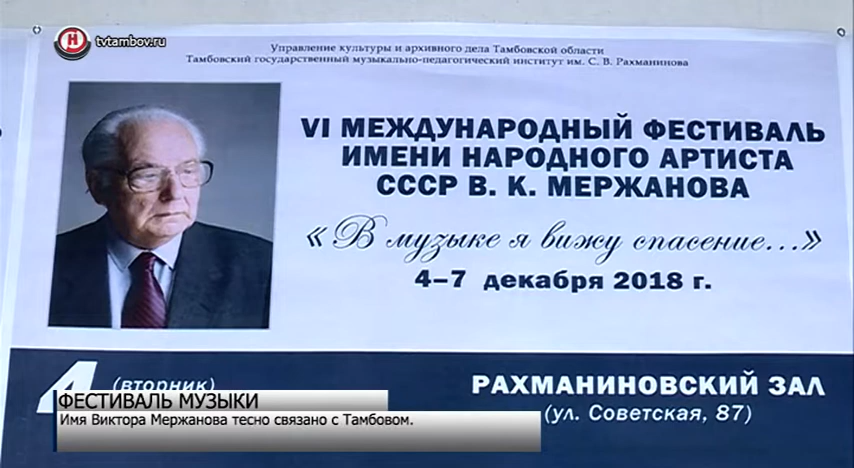 Н tvtambov.ru
Управление культуры и архивного дела Тамбовской области
Тамбовский государственный музыкально-педагогический институт им. С. В. Рахманинова
VI МЕЖДУНАРОДНЫЙ ФЕСТИВАЛЬ
ИМЕНИ НАРОДНОГО АРТИСТА
СССР В. К. МЕРЖАНОВА
« В музыке я вижу спасение...»
4–7 декабря 2018 г.
4 (вторник)
РАХМАНИНОВСКИЙ ЗАЛ
(ул. Советская, 87)
ФЕСТИВАЛЬ МУЗЫКИ
Имя Виктора Мержанова тесно связано с Тамбовом.